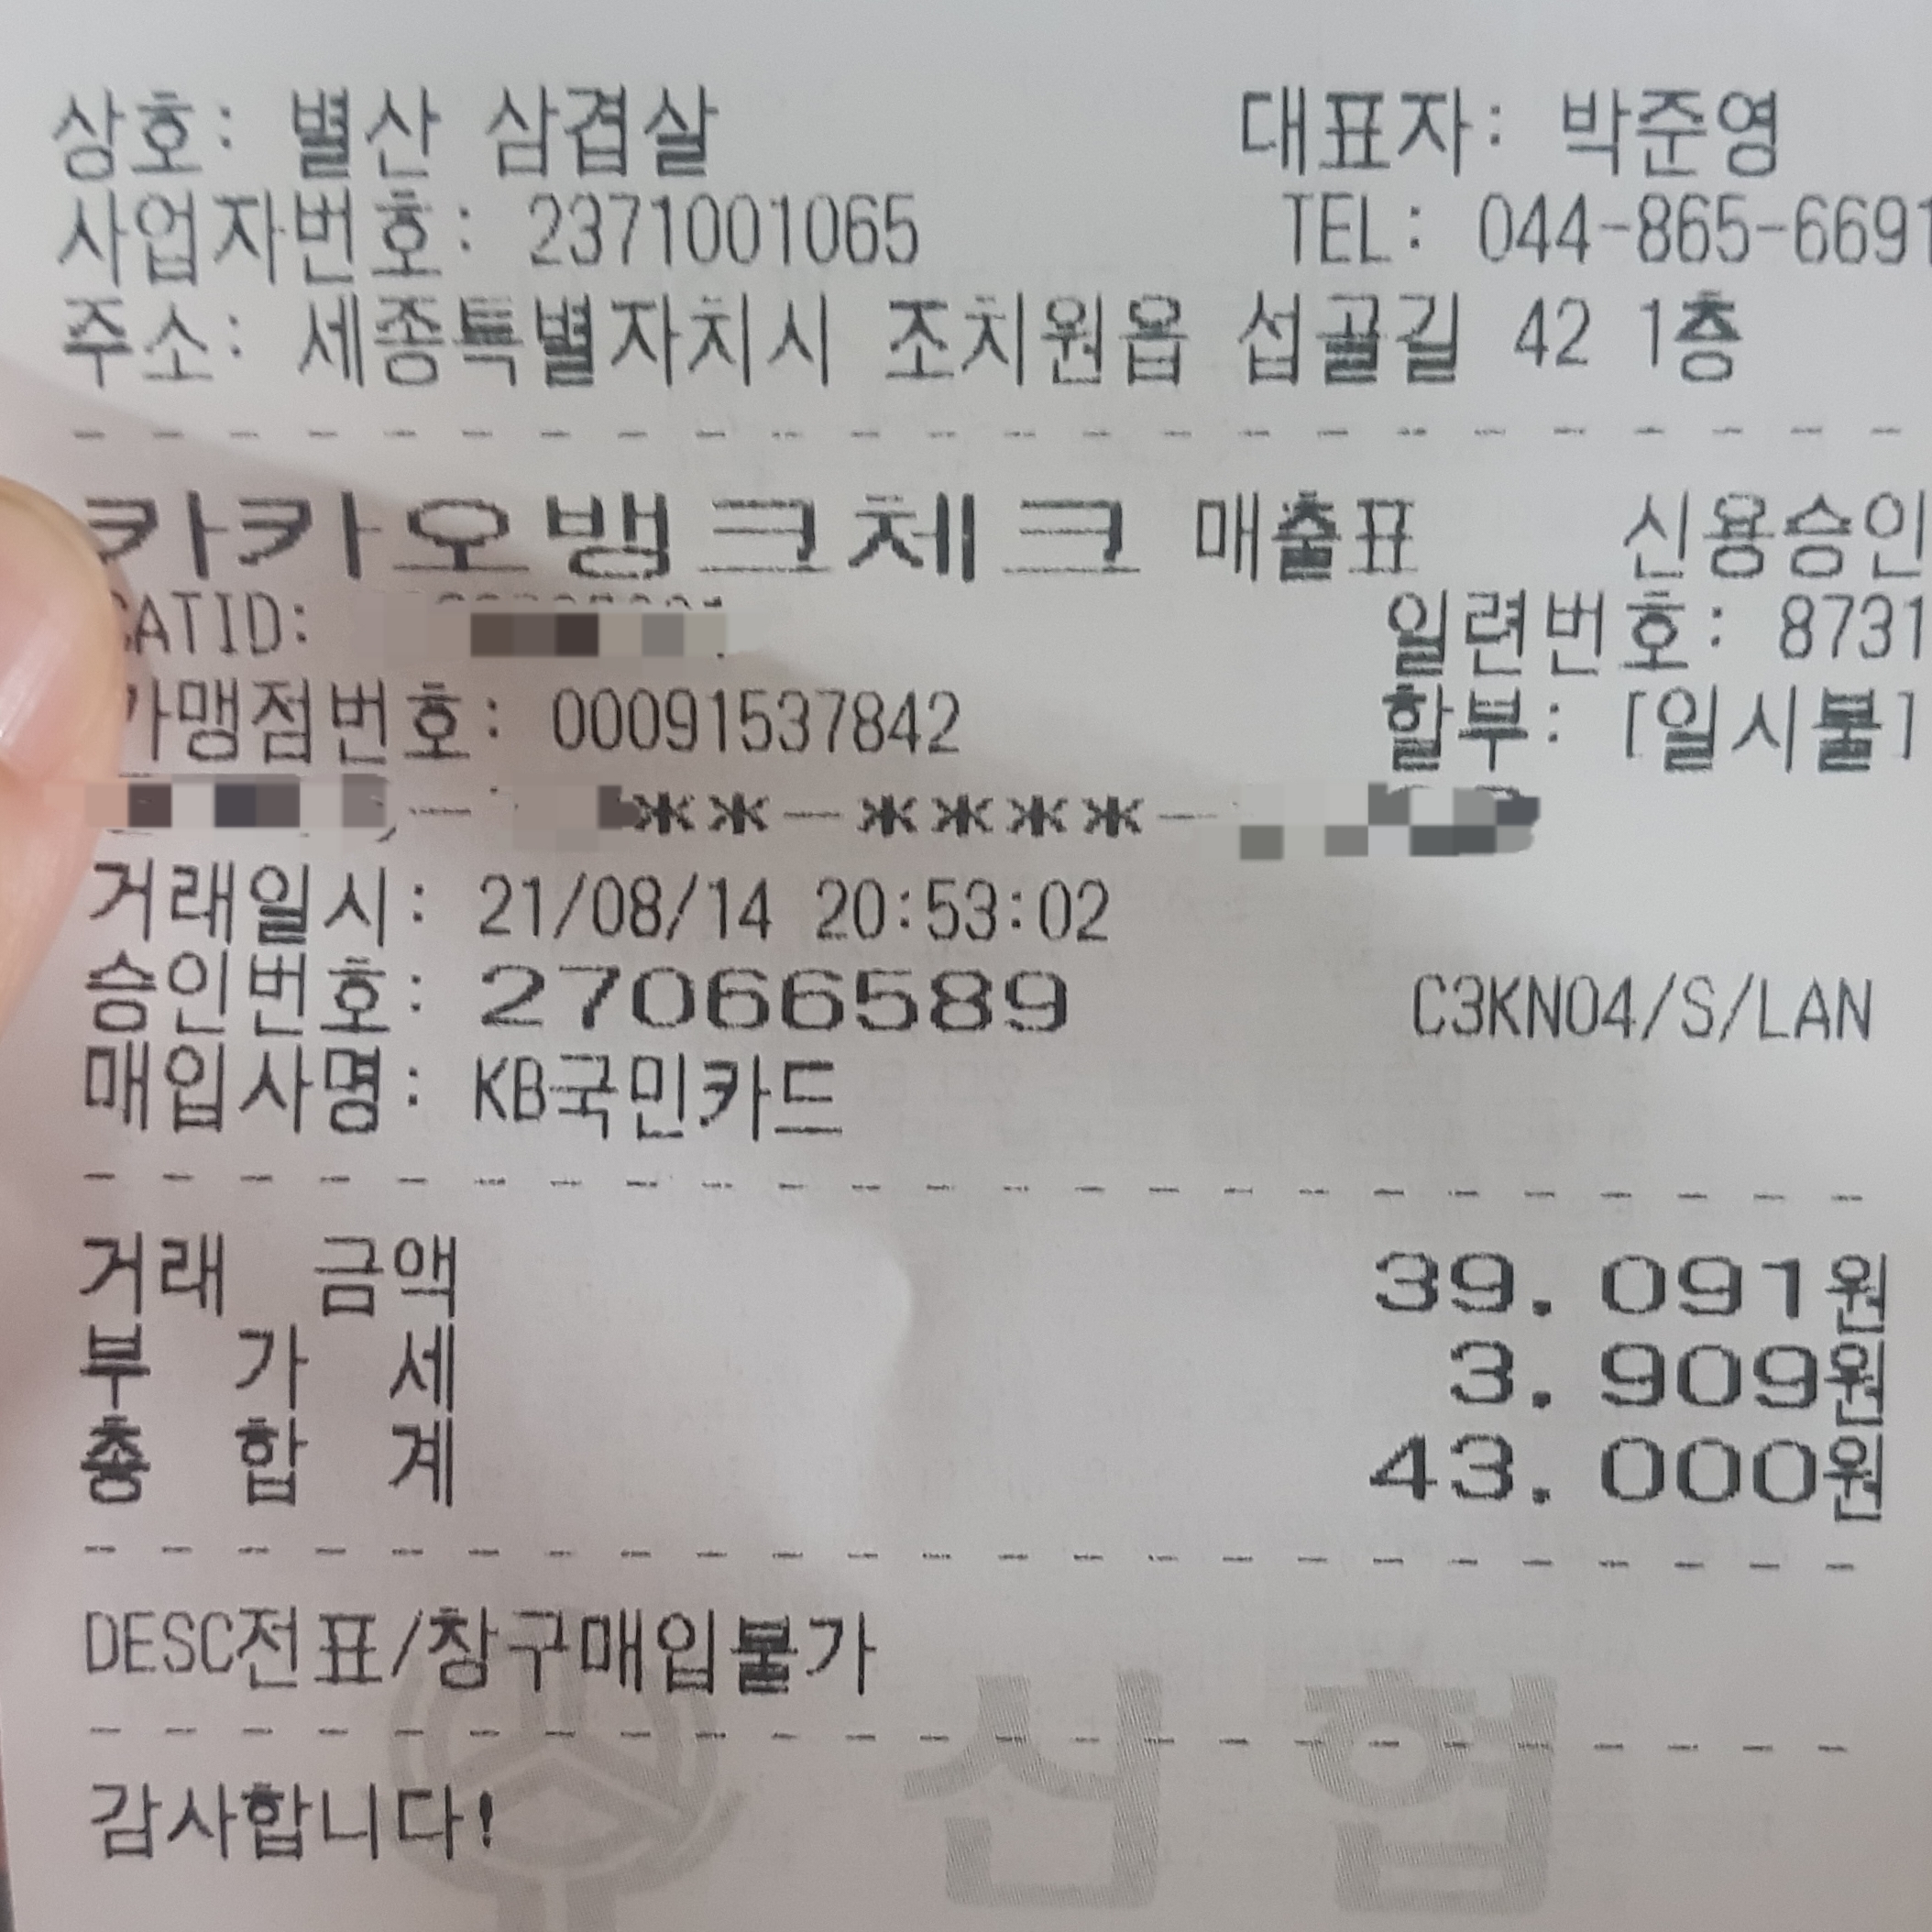 상호: 별산 삼겹살 대표자: 박준영
사업자번호: 2371001065 TEL: 044-865-6691
주소: 세종특별자치시 조치원읍 섭골길 42 1층
카카오뱅크체크 매출표 신용승인
CATID: 일련번호: 8731
가맹점번호: 00091537842 할부: [일시불]
**-****-
거래일시: 21/08/14 20:53:02
승인번호: 27066589 C3KN04/S/LAN
매입사명: KB국민카드
거래 금액 39.091원
부 가 세 3.909원
총 합 계 43.000원
DESC전표/창구매입불가
감사합니다!
신협